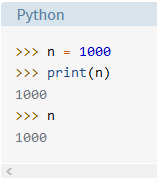 Python
>>> n = 1000
>>> print(n)
1000
>>> n
1000